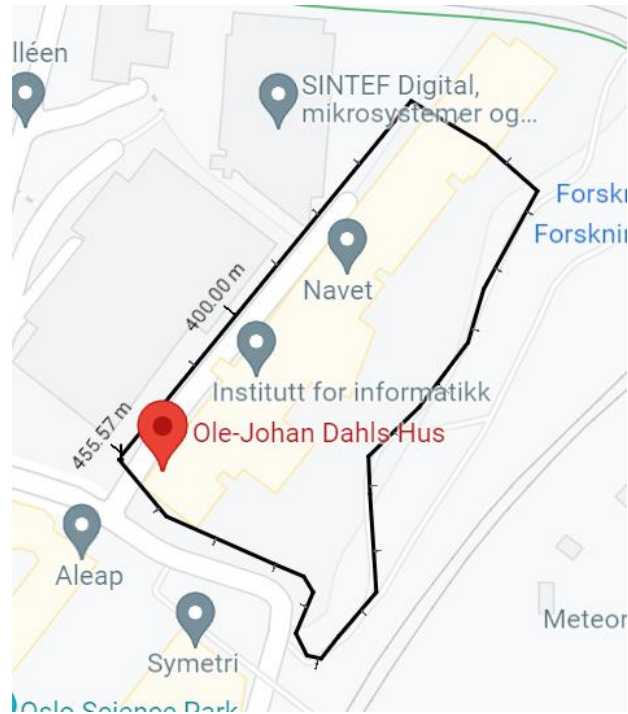 lléen
SINTEF Digital,
mikrosystemer og...
Forskn
Forsknin
400.00 m
Navet
Institutt for informatikk
455.57 m
Ole-Johan Dahls Hus
Aleap
Symetri
Meteor
Oslo Science Park